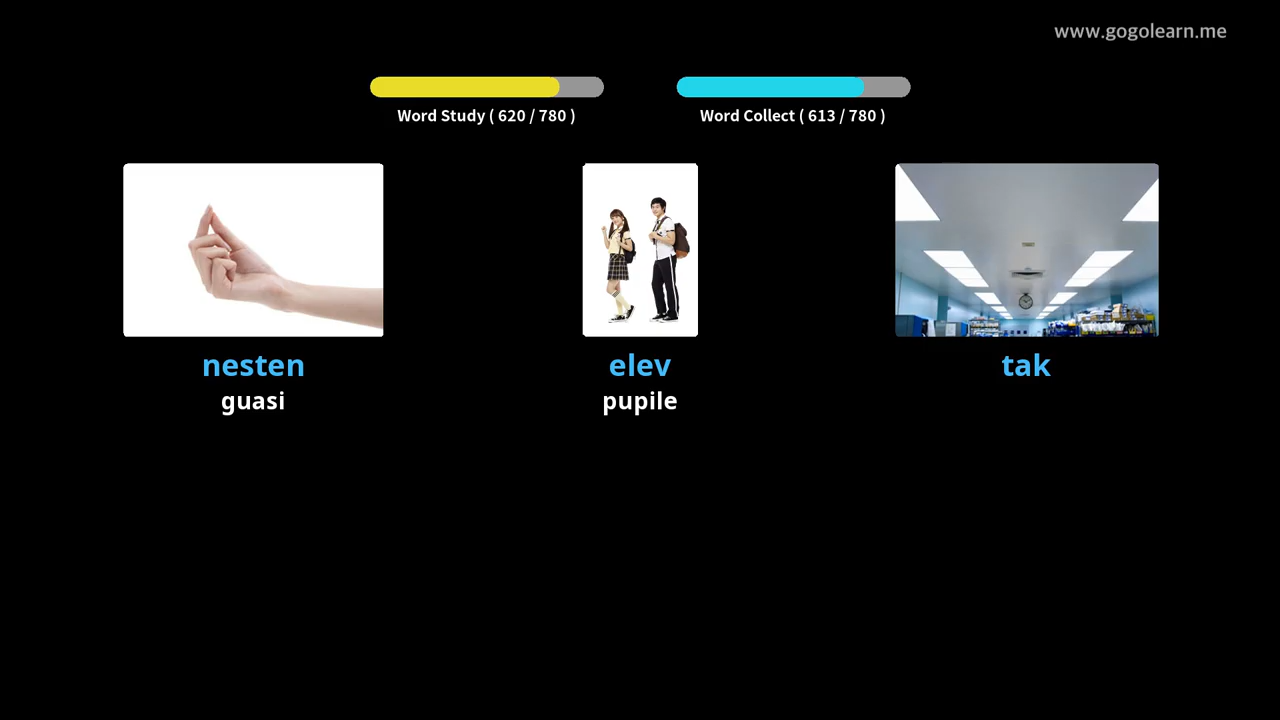 www.gogolearn.me
Word Study ( 620 / 780 )
Word Collect ( 613 / 780 )
nesten
guasi
elev
pupile
tak